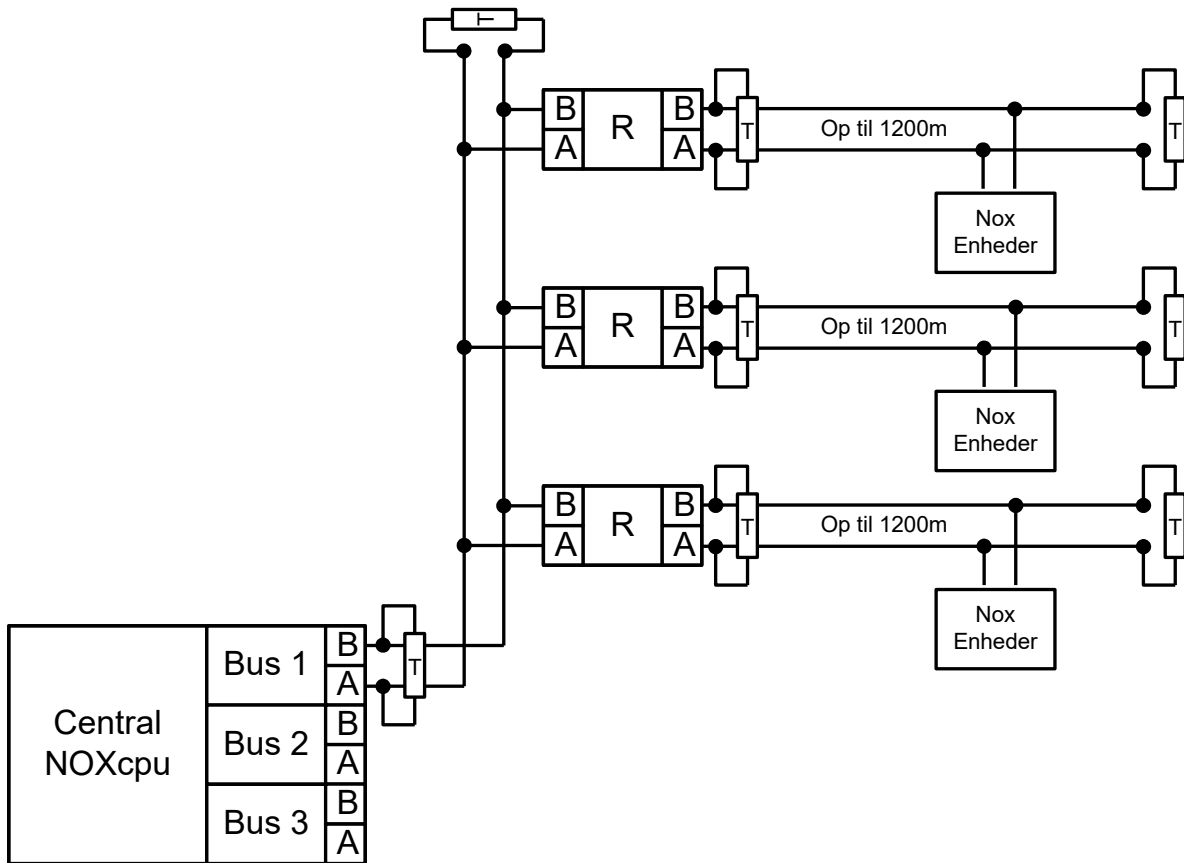 T
B
B
R
A
A
T
Op til 1200m
T
Nox
Enheder
B
B
R
A
A
T
Op til 1200m
T
Nox
Enheder
B
B
R
A
A
T
Op til 1200m
T
Nox
Enheder
Central
NOXcpu
Bus 1
B
A
T
Bus 2
B
A
Bus 3
B
A